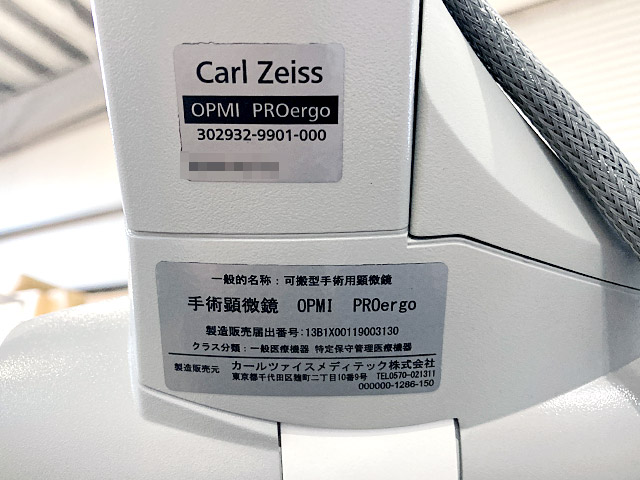 Carl Zeiss
OPMI PROergo
302932-9901-000
一般的名称：可搬型手術用顕微鏡
手術顕微鏡 OPMI PROergo
製造販売届出番号:13B1X00119003130
クラス分類：一般医療機器 特定保守管理医療機器
製造販売元 カールツァイスメディテック株式会社
東京都千代田区麹町二丁目10番9号 TEL0570-021311
000000-1286-150